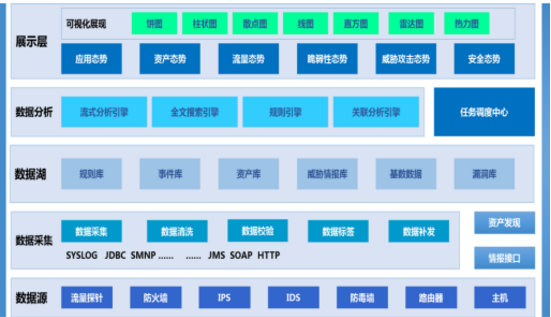 展示层
可视化展现 饼图 柱状图 散点图 线图 直方图 雷达图 热力图
应用态势 资产态势 流量态势 脆弱性态势 威胁攻击态势 安全态势
数据分析 流式分析引擎 全文搜索引擎 规则引擎 关联分析引擎 任务调度中心
数据湖 规则库 事件库 资产库 威胁情报库 基数数据 漏洞库
数据采集 数据采集 数据清洗 数据校验 数据标签 数据补发
SYSLOG JDBC SMNP ...... ...... JMS SOAP HTTP
资产发现
情报接口
数据源 流量探针 防火墙 IPS IDS 防毒墙 路由器 主机